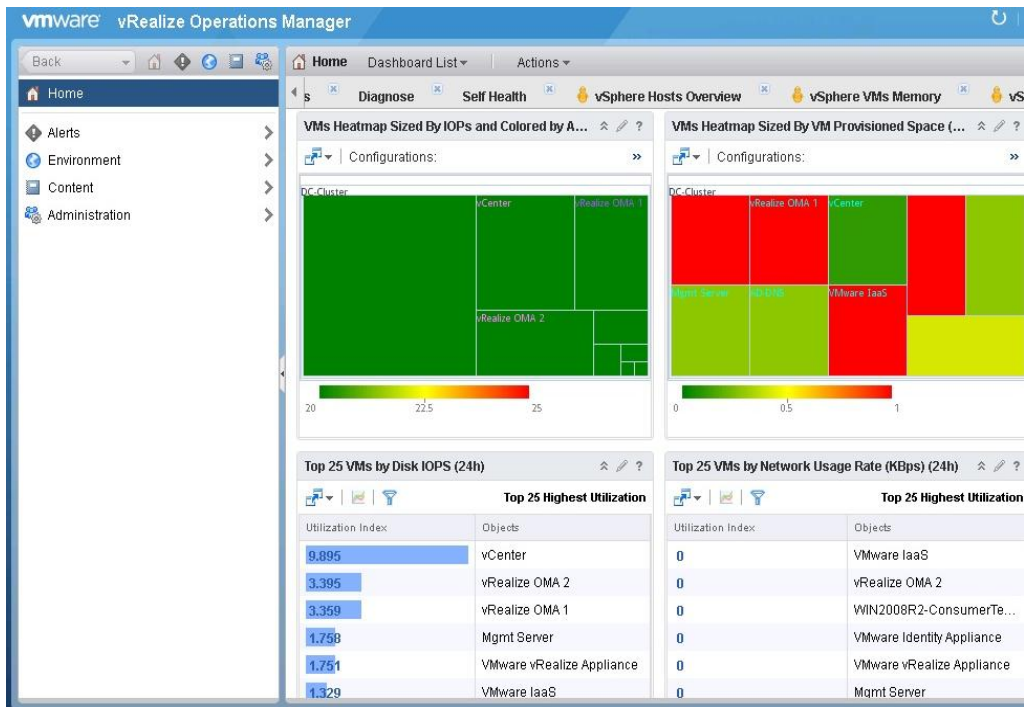 vmware vRealize Operations Manager
Back
Home Dashboard List Actions
Home
s Diagnose Self Health vSphere Hosts Overview vSphere VMs Memory vS
Alerts
Environment
Content
Administration
VMs Heatmap Sized By IOPs and Colored by A... ?
Configurations: »
DC-Cluster
vCenter
vRealize OMA 1
vRealize OMA 2
20 22.5 25
VMs Heatmap Sized By VM Provisioned Space (... ?
Configurations: »
DC-Cluster
vRealize OMA 1
vCenter
Mgmt Server
AD-DNS
VMware IaaS
0 0.5 1
Top 25 VMs by Disk IOPS (24h) ?
Top 25 Highest Utilization
Utilization Index Objects
9.895 vCenter
3.395 vRealize OMA 2
3.359 vRealize OMA 1
1.758 Mgmt Server
1.751 VMware vRealize Appliance
1.329 VMware IaaS
Top 25 VMs by Network Usage Rate (KBps) (24h) ?
Top 25 Highest Utilization
Utilization Index Objects
0 VMware IaaS
0 vRealize OMA 2
0 WIN2008R2-ConsumerTe...
0 VMware Identity Appliance
0 VMware vRealize Appliance
0 Mgmt Server